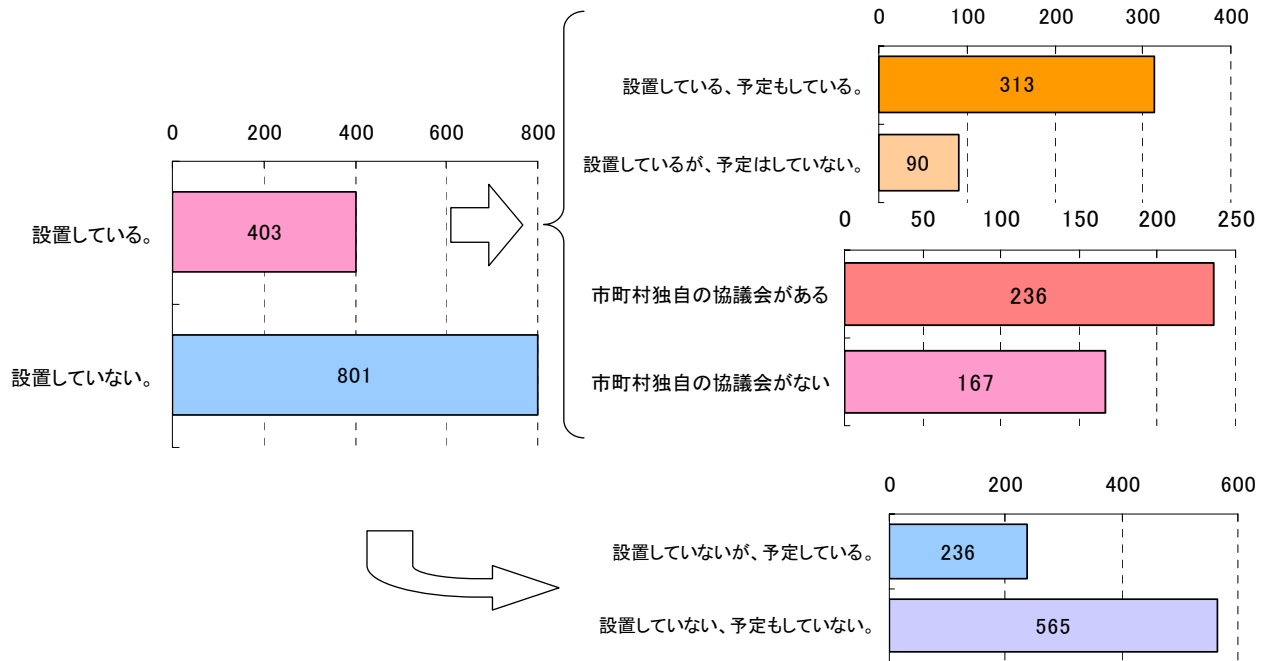 0 200 400 600 800
設置している。 403
設置していない。 801
0 100 200 300 400
設置している、予定もしている。 313
設置しているが、予定はしていない。 90
0 50 100 150 200 250
市町村独自の協議会がある 236
市町村独自の協議会がない 167
0 200 400 600
設置していないが、予定している。 236
設置していない、予定もしていない。 565